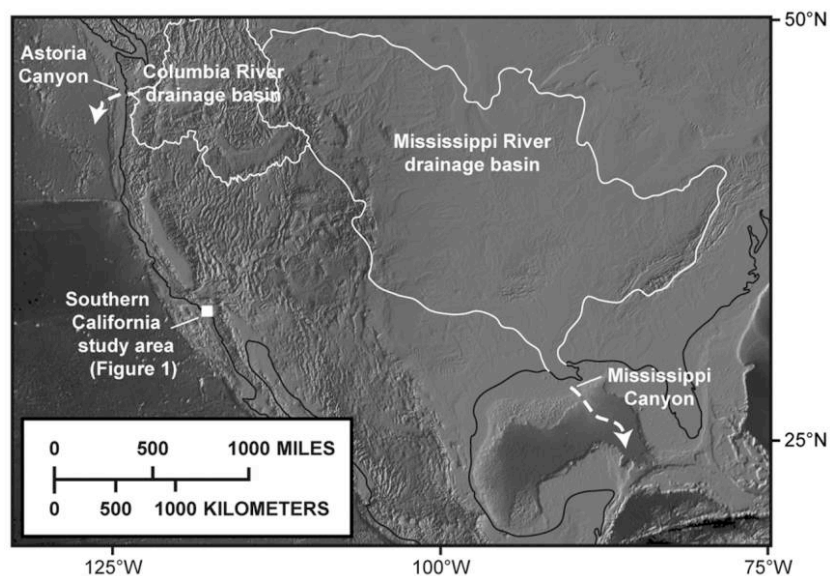 50°N
Astoria
Canyon
Columbia River
drainage basin
Mississippi River
drainage basin
Southern
California
study area
(Figure 1)
Mississippi
Canyon
0 500 1000 MILES
0 500 1000 KILOMETERS
25°N
125°W 100°W 75°W